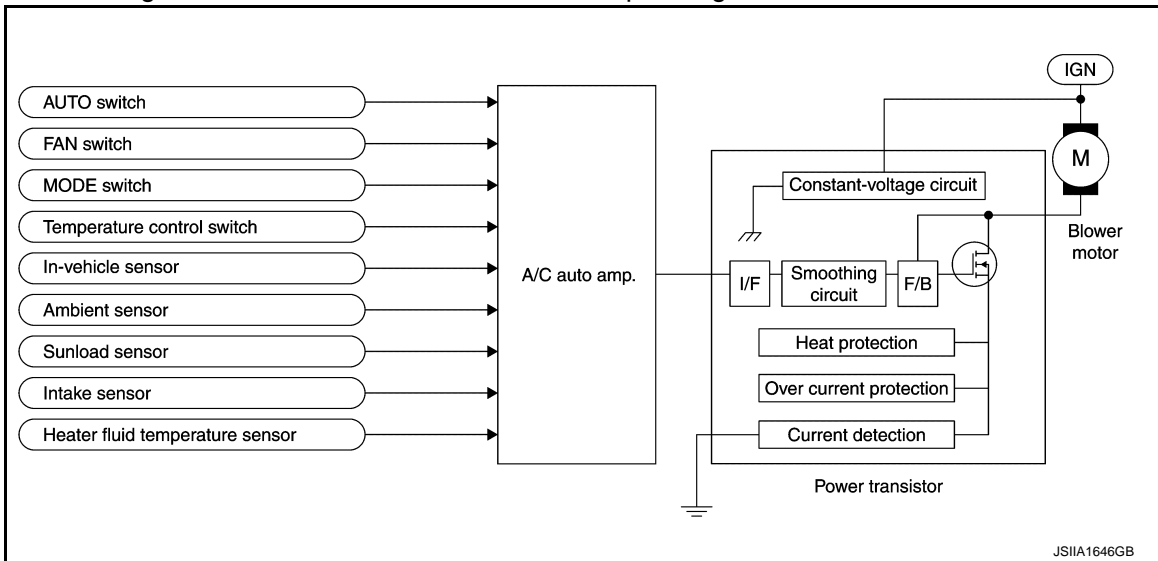 IGN
AUTO switch
FAN switch
MODE switch
Temperature control switch
In-vehicle sensor
Ambient sensor
Sunload sensor
Intake sensor
Heater fluid temperature sensor
A/C auto amp.
Constant-voltage circuit
M
Blower
motor
I/F
Smoothing
circuit
F/B
Heat protection
Over current protection
Current detection
Power transistor
JSIIA1646GB